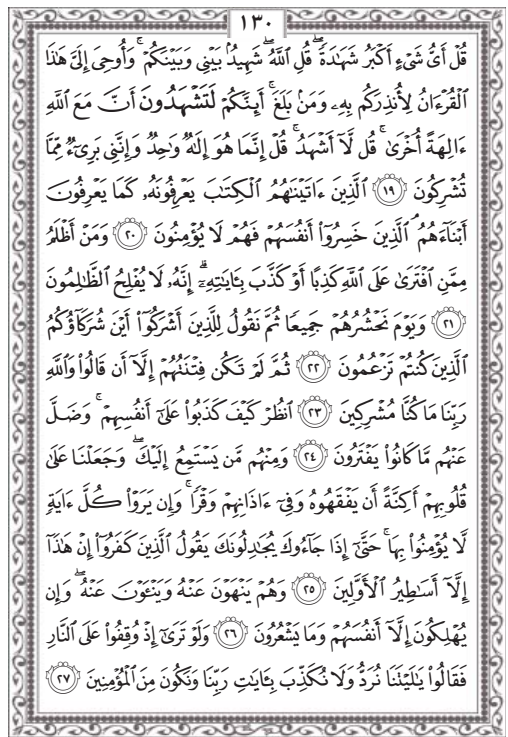 ١٣٠
قُلْ أَىُّ شَىْءٍ أَكْبَرُ شَهَٰدَةًۖ قُلِ ٱللَّهُۖ شَهِيدُۢ بَيْنِى وَبَيْنَكُمْۚ وَأُوحِىَ إِلَىَّ هَٰذَا
ٱلْقُرْءَانُ لِأُنذِرَكُم بِهِۦ وَمَنۢ بَلَغَۚ أَئِنَّكُمْ لَتَشْهَدُونَ أَنَّ مَعَ ٱللَّهِ
ءَالِهَةً أُخْرَىٰۚ قُل لَّآ أَشْهَدُۚ قُلْ إِنَّمَا هُوَ إِلَٰهٌ وَٰحِدٌ وَإِنَّنِى بَرِىٓءٌ مِّمَّا
تُشْرِكُونَ ﴿١٩﴾ ٱلَّذِينَ ءَاتَيْنَٰهُمُ ٱلْكِتَٰبَ يَعْرِفُونَهُۥ كَمَا يَعْرِفُونَ
أَبْنَآءَهُمُۘ ٱلَّذِينَ خَسِرُوٓا۟ أَنفُسَهُمْ فَهُمْ لَا يُؤْمِنُونَ ﴿٢٠﴾ وَمَنْ أَظْلَمُ
مِمَّنِ ٱفْتَرَىٰ عَلَى ٱللَّهِ كَذِبًا أَوْ كَذَّبَ بِـَٔايَٰتِهِۦٓۗ إِنَّهُۥ لَا يُفْلِحُ ٱلظَّٰلِمُونَ
﴿٢١﴾ وَيَوْمَ نَحْشُرُهُمْ جَمِيعًا ثُمَّ نَقُولُ لِلَّذِينَ أَشْرَكُوٓا۟ أَيْنَ شُرَكَآؤُكُمُ
ٱلَّذِينَ كُنتُمْ تَزْعُمُونَ ﴿٢٢﴾ ثُمَّ لَمْ تَكُن فِتْنَتُهُمْ إِلَّآ أَن قَالُوا۟ وَٱللَّهِ
رَبِّنَا مَا كُنَّا مُشْرِكِينَ ﴿٢٣﴾ ٱنظُرْ كَيْفَ كَذَبُوا۟ عَلَىٰٓ أَنفُسِهِمْۚ وَضَلَّ
عَنْهُم مَّا كَانُوا۟ يَفْتَرُونَ ﴿٢٤﴾ وَمِنْهُم مَّن يَسْتَمِعُ إِلَيْكَۖ وَجَعَلْنَا عَلَىٰ
قُلُوبِهِمْ أَكِنَّةً أَن يَفْقَهُوهُ وَفِىٓ ءَاذَانِهِمْ وَقْرًاۚ وَإِن يَرَوْا۟ كُلَّ ءَايَةٍ
لَّا يُؤْمِنُوا۟ بِهَاۚ حَتَّىٰٓ إِذَا جَآءُوكَ يُجَٰدِلُونَكَ يَقُولُ ٱلَّذِينَ كَفَرُوٓا۟ إِنْ هَٰذَآ
إِلَّآ أَسَٰطِيرُ ٱلْأَوَّلِينَ ﴿٢٥﴾ وَهُمْ يَنْهَوْنَ عَنْهُ وَيَنْـَٔوْنَ عَنْهُۖ وَإِن
يُهْلِكُونَ إِلَّآ أَنفُسَهُمْ وَمَا يَشْعُرُونَ ﴿٢٦﴾ وَلَوْ تَرَىٰٓ إِذْ وُقِفُوا۟ عَلَى ٱلنَّارِ
فَقَالُوا۟ يَٰلَيْتَنَا نُرَدُّ وَلَا نُكَذِّبَ بِـَٔايَٰتِ رَبِّنَا وَنَكُونَ مِنَ ٱلْمُؤْمِنِينَ ﴿٢٧﴾